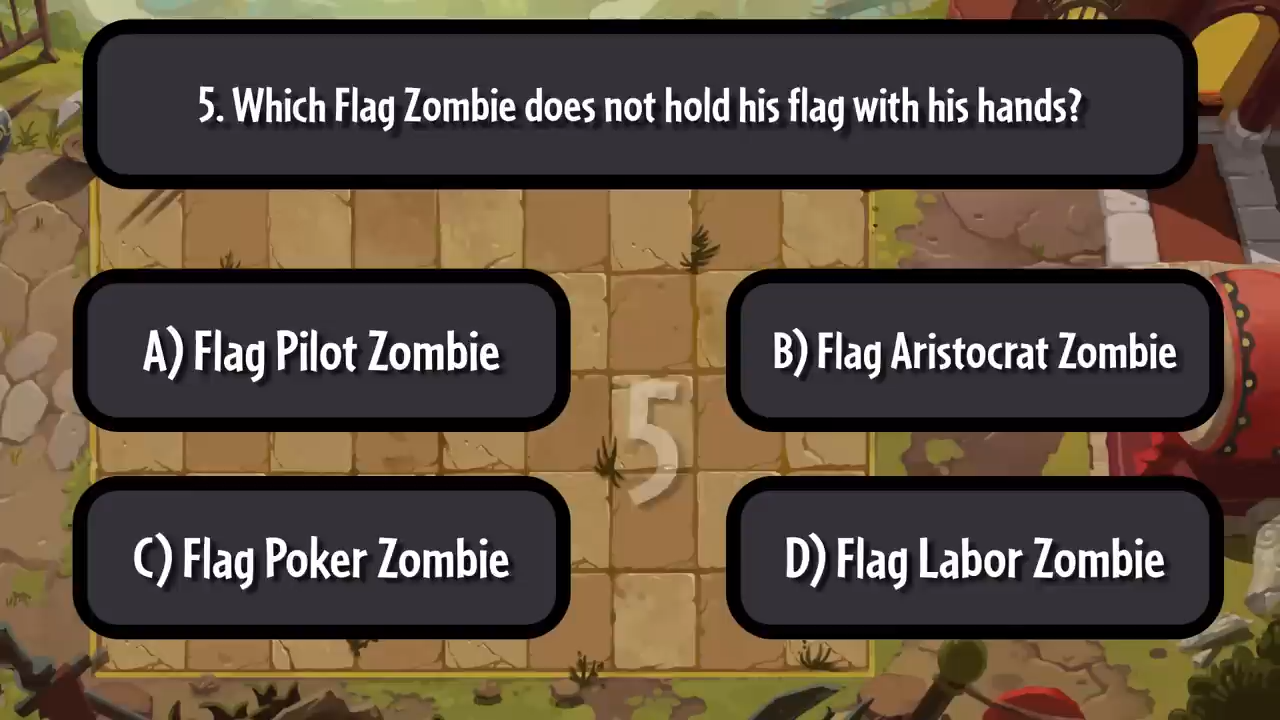 5. Which Flag Zombie does not hold his flag with his hands?
A) Flag Pilot Zombie
B) Flag Aristocrat Zombie
5
C) Flag Poker Zombie
D) Flag Labor Zombie